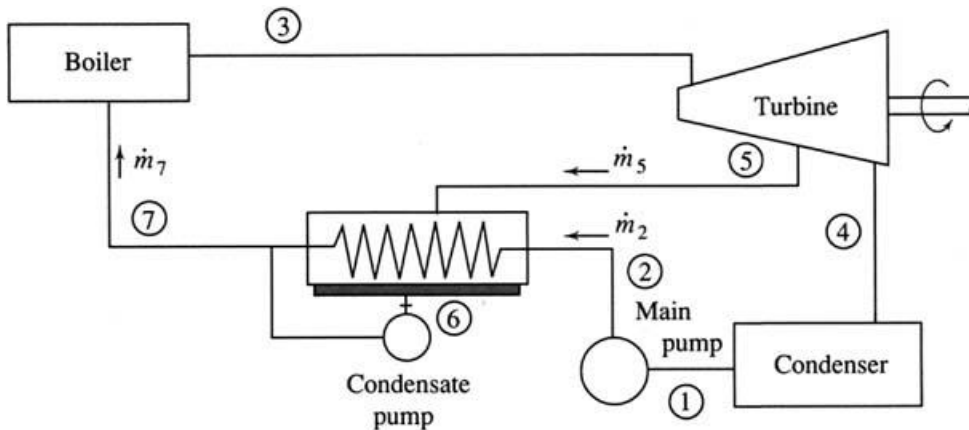 ③
Boiler
Turbine
ṁ₇
ṁ₅
⑤
⑦
ṁ₂
④
②
⑥
Main
pump
Condenser
Condensate
pump
①